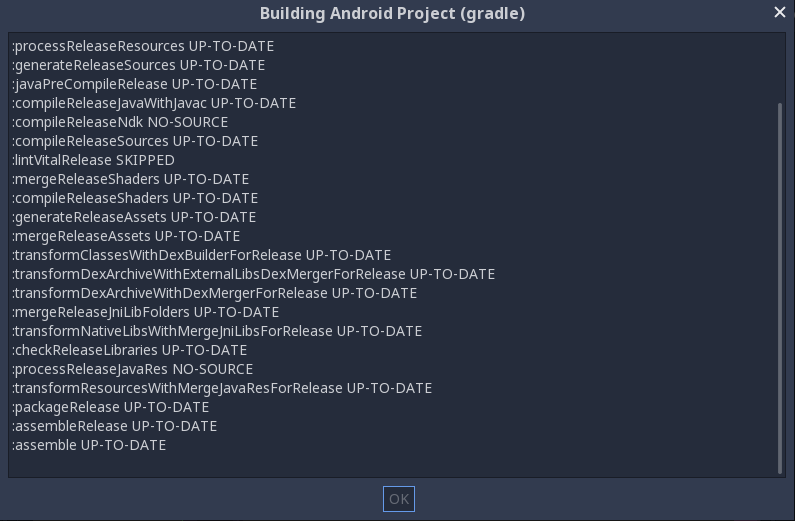 Building Android Project (gradle)
:processReleaseResources UP-TO-DATE
:generateReleaseSources UP-TO-DATE
:javaPreCompileRelease UP-TO-DATE
:compileReleaseJavaWithJavac UP-TO-DATE
:compileReleaseNdk NO-SOURCE
:compileReleaseSources UP-TO-DATE
:lintVitalRelease SKIPPED
:mergeReleaseShaders UP-TO-DATE
:compileReleaseShaders UP-TO-DATE
:generateReleaseAssets UP-TO-DATE
:mergeReleaseAssets UP-TO-DATE
:transformClassesWithDexBuilderForRelease UP-TO-DATE
:transformDexArchiveWithExternalLibsDexMergerForRelease UP-TO-DATE
:transformDexArchiveWithDexMergerForRelease UP-TO-DATE
:mergeReleaseJniLibFolders UP-TO-DATE
:transformNativeLibsWithMergeJniLibsForRelease UP-TO-DATE
:checkReleaseLibraries UP-TO-DATE
:processReleaseJavaRes NO-SOURCE
:transformResourcesWithMergeJavaResForRelease UP-TO-DATE
:packageRelease UP-TO-DATE
:assembleRelease UP-TO-DATE
:assemble UP-TO-DATE
OK